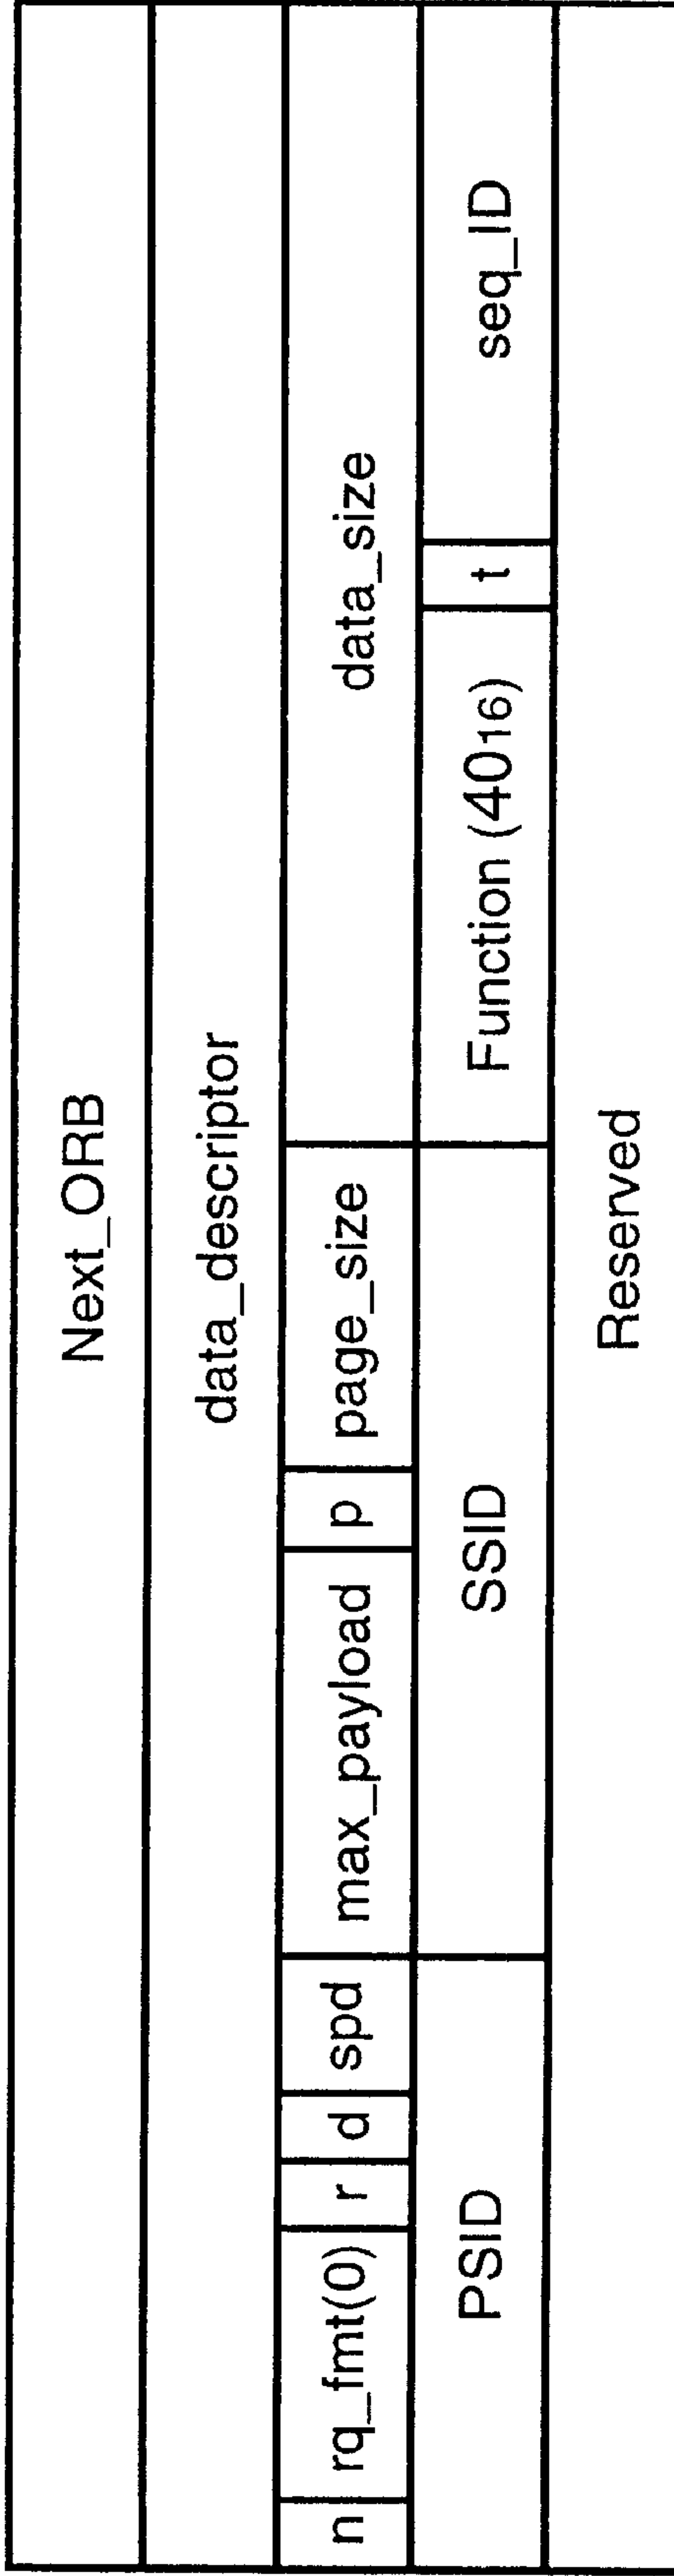 Next_ORB
data_descriptor
n rq_fmt(0) r d spd max_payload p page_size data_size
PSID SSID Function (4016) t seq_ID
Reserved